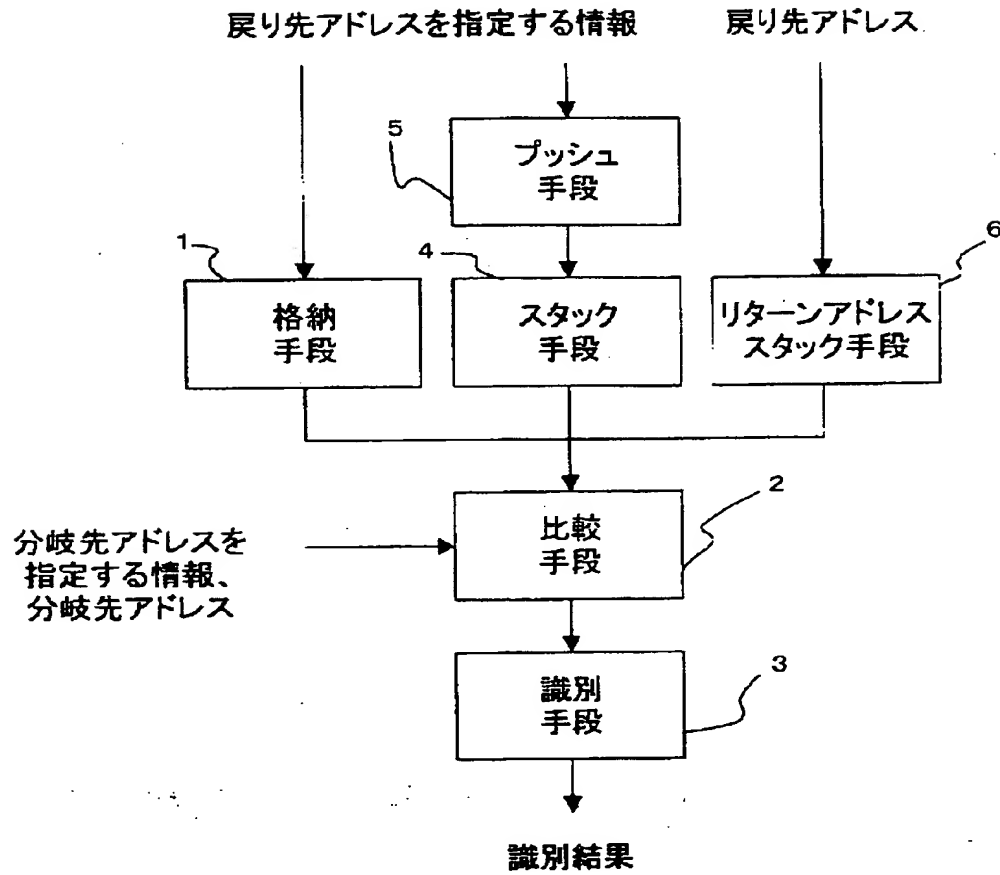 戻り先アドレスを指定する情報
戻り先アドレス
5
プッシュ
手段
1
格納
手段
4
スタック
手段
6
リターンアドレス
スタック手段
分岐先アドレスを
指定する情報、
分岐先アドレス
2
比較
手段
3
識別
手段
識別結果